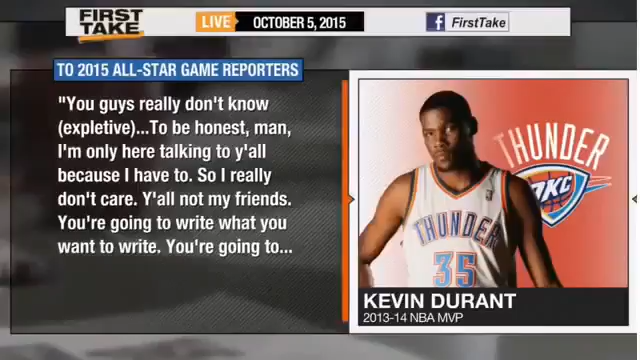 FIRST
TAKE
LIVE
OCTOBER 5, 2015
f FirstTake
TO 2015 ALL-STAR GAME REPORTERS
"You guys really don't know
(expletive)...To be honest, man,
I'm only here talking to y'all
because I have to. So I really
don't care. Y'all not my friends.
You're going to write what you
want to write. You're going to...
THUNDER
OKC
THUNDER
35
KEVIN DURANT
2013-14 NBA MVP